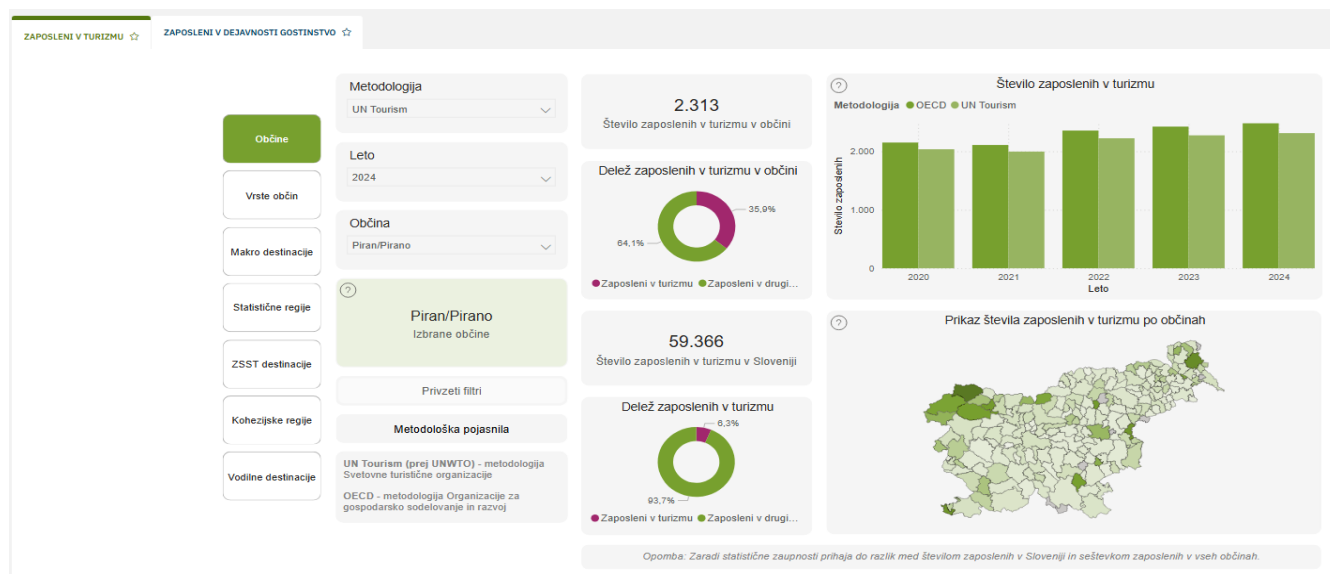 ZAPOSLENI V TURIZMU
ZAPOSLENI V DEJAVNOSTI GOSTINSTVO
Občine
Vrste občin
Makro destinacije
Statistične regije
ZSST destinacije
Kohezijske regije
Vodilne destinacije
Metodologija
UN Tourism
Leto
2024
Občina
Piran/Pirano
?
Piran/Pirano
Izbrane občine
Privzeti filtri
Metodološka pojasnila
UN Tourism (prej UNWTO) - metodologija
Svetovne turistične organizacije
OECD - metodologija Organizacije za
gospodarsko sodelovanje in razvoj
2.313
Število zaposlenih v turizmu v občini
Delež zaposlenih v turizmu v občini
35,9%
64,1%
Zaposleni v turizmu Zaposleni v drugi...
59.366
Število zaposlenih v turizmu v Sloveniji
Delež zaposlenih v turizmu
6,3%
93,7%
Zaposleni v turizmu Zaposleni v drugi...
?
Število zaposlenih v turizmu
Metodologija OECD UN Tourism
Število zaposlenih
2.000
1.000
0
2020 2021 2022 2023 2024
Leto
?
Prikaz števila zaposlenih v turizmu po občinah
Opomba: Zaradi statistične zaupnosti prihaja do razlik med številom zaposlenih v Sloveniji in seštevkom zaposlenih v vseh občinah.